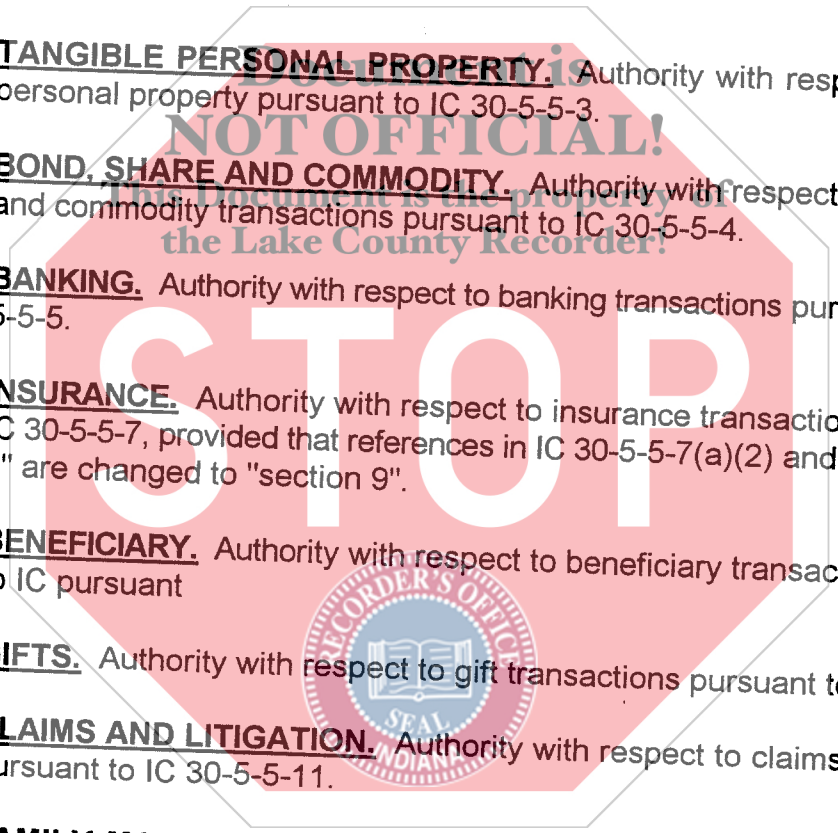 TANGIBLE PERSONAL PROPERTY. Authority with resp
personal property pursuant to IC 30-5-5-3.
Document is
NOT OFFICIAL!
This Document is the property of
the Lake County Recorder!
BOND, SHARE AND COMMODITY. Authority with respect
and commodity transactions pursuant to IC 30-5-5-4.
BANKING. Authority with respect to banking transactions pur
5-5-5.
STOP
NSURANCE. Authority with respect to insurance transactio
C 30-5-5-7, provided that references in IC 30-5-5-7(a)(2) and
" are changed to "section 9".
BENEFICIARY. Authority with respect to beneficiary transac
o IC pursuant
IFTS. Authority with respect to gift transactions pursuant to
LAIMS AND LITIGATION. Authority with respect to claims
ursuant to IC 30-5-5-11.
RECORDER'S OFFICE
SEAL
INDIANA